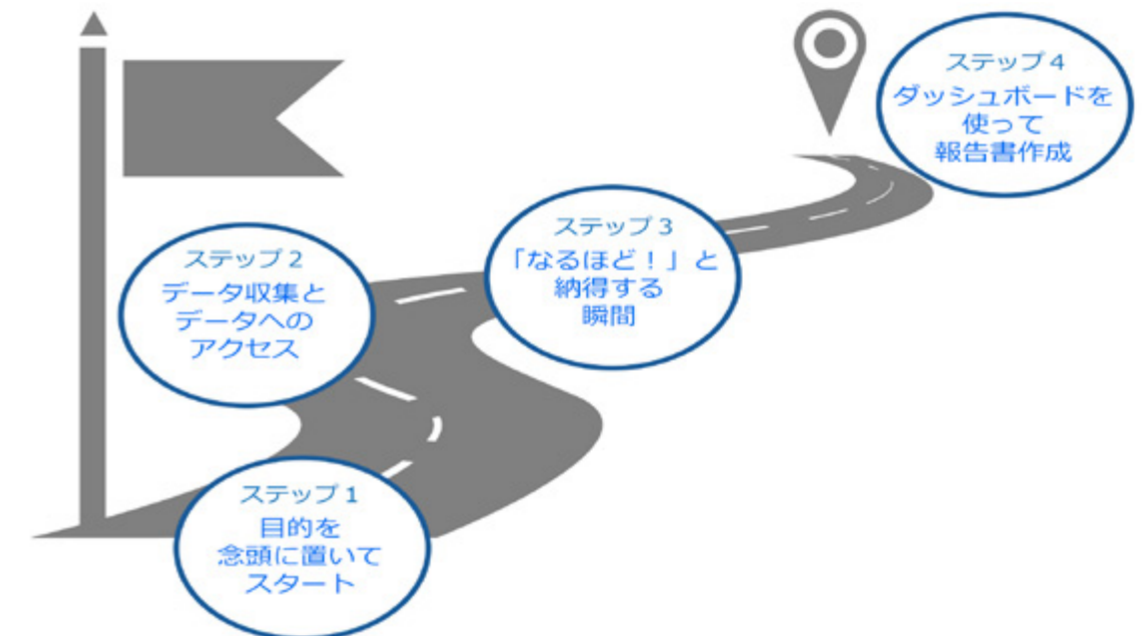 ステップ１
目的を
念頭に置いて
スタート
ステップ２
データ収集と
データへの
アクセス
ステップ３
「なるほど！」と
納得する
瞬間
ステップ４
ダッシュボードを
使って
報告書作成